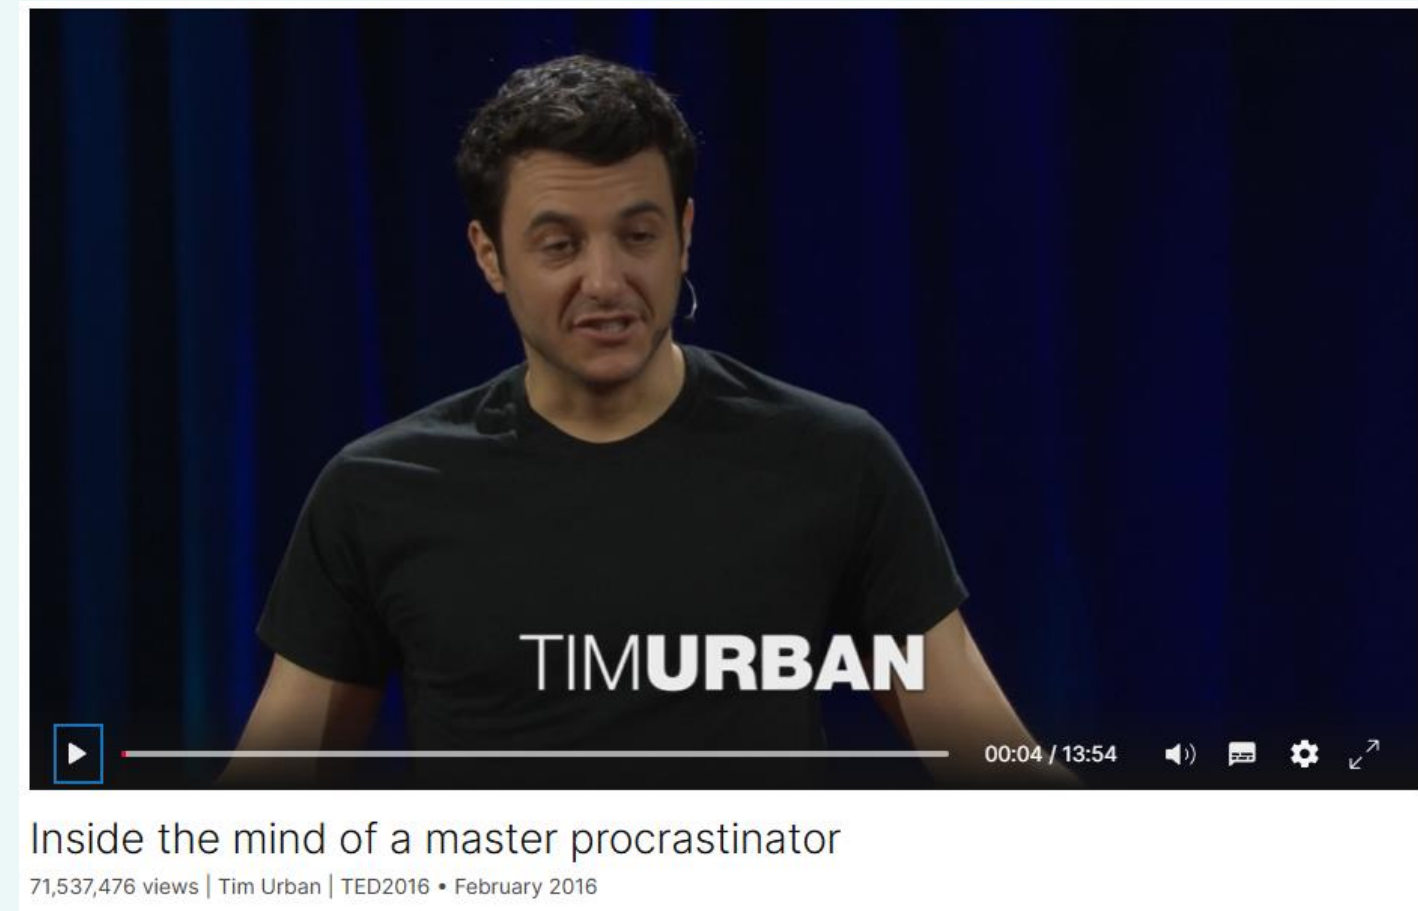 TIMURBAN
00:04 / 13:54
Inside the mind of a master procrastinator
71,537,476 views | Tim Urban | TED2016 • February 2016